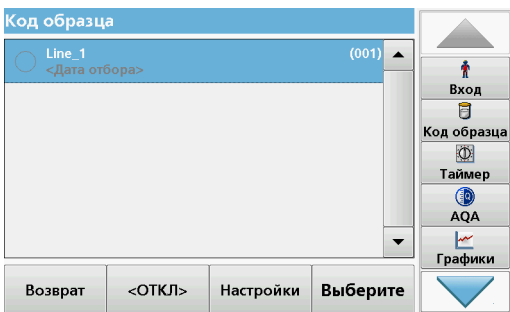 Код образца
Line_1 (001)
<Дата отбора>
Вход
Код образца
Таймер
AQA
Графики
Возврат <ОТКЛ> Настройки Выберите